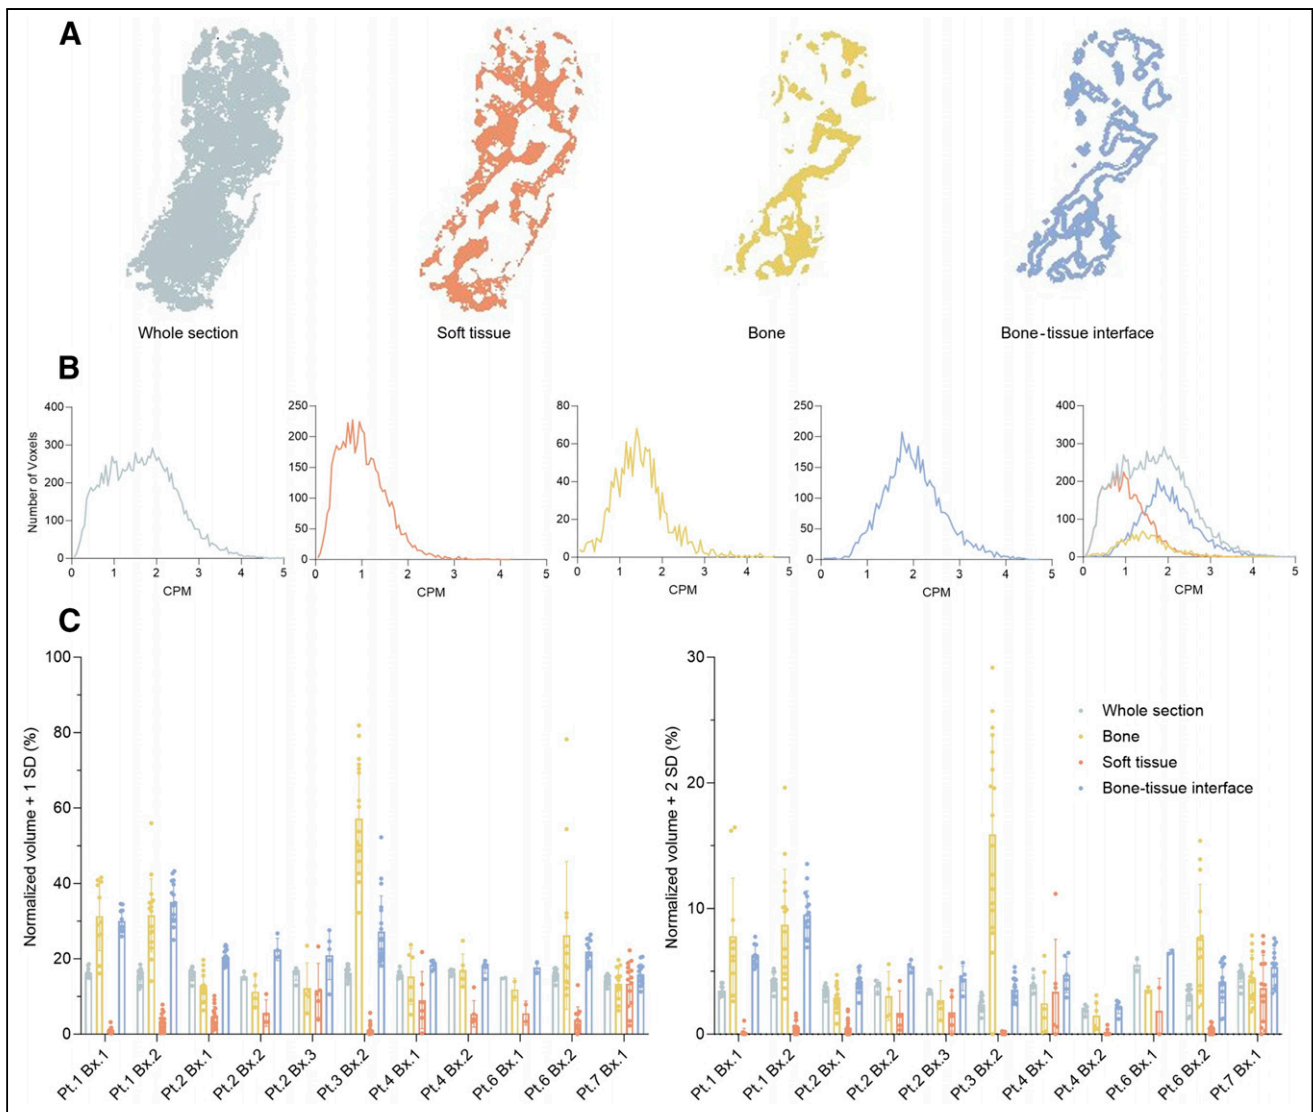 A
Whole section
Soft tissue
Bone
Bone-tissue interface
B
Number of Voxels
400
300
200
100
0
0 1 2 3 4 5
CPM
250
200
150
100
50
0
0 1 2 3 4 5
CPM
80
60
40
20
0
0 1 2 3 4 5
CPM
250
200
150
100
50
0
0 1 2 3 4 5
CPM
400
300
200
100
0
0 1 2 3 4 5
CPM
C
Normalized volume + 1 SD (%)
100
80
60
40
20
0
Pt.1 Bx.1
Pt.1 Bx.2
Pt.2 Bx.1
Pt.2 Bx.2
Pt.2 Bx.3
Pt.3 Bx.2
Pt.4 Bx.1
Pt.4 Bx.2
Pt.6 Bx.1
Pt.6 Bx.2
Pt.7 Bx.1
Normalized volume + 2 SD (%)
30
20
10
0
Whole section
Bone
Soft tissue
Bone-tissue interface
Pt.1 Bx.1
Pt.1 Bx.2
Pt.2 Bx.1
Pt.2 Bx.2
Pt.2 Bx.3
Pt.3 Bx.2
Pt.4 Bx.1
Pt.4 Bx.2
Pt.6 Bx.1
Pt.6 Bx.2
Pt.7 Bx.1